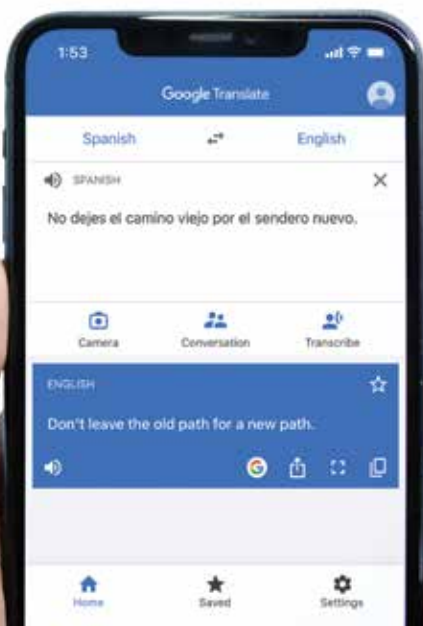 1:53
Google Translate
Spanish English
SPANISH
No dejes el camino viejo por el sendero nuevo.
Camera Conversation Transcribe
ENGLISH
Don't leave the old path for a new path.
Home Saved Settings